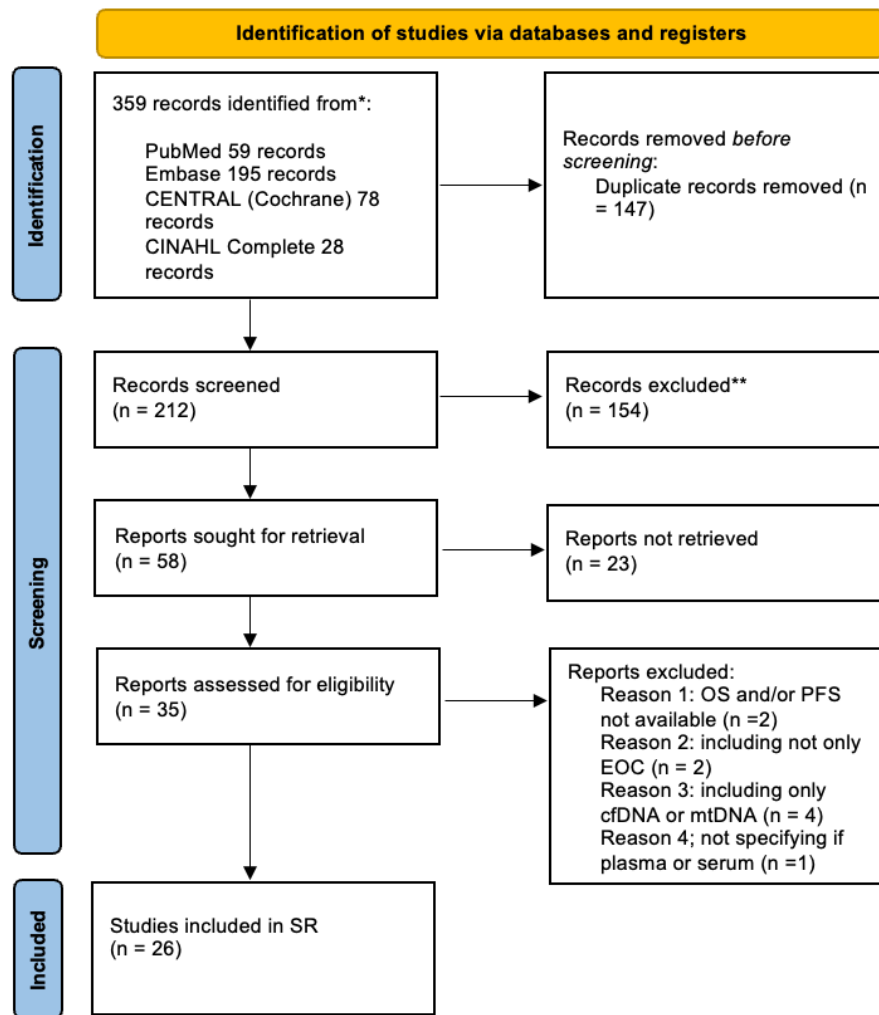 Identification of studies via databases and registers
Identification
359 records identified from*:
PubMed 59 records
Embase 195 records
CENTRAL (Cochrane) 78
records
CINAHL Complete 28
records
Records removed before
screening:
Duplicate records removed (n
= 147)
Screening
Records screened
(n = 212)
Records excluded**
(n = 154)
Reports sought for retrieval
(n = 58)
Reports not retrieved
(n = 23)
Reports assessed for eligibility
(n = 35)
Reports excluded:
Reason 1: OS and/or PFS
not available (n =2)
Reason 2: including not only
EOC (n = 2)
Reason 3: including only
cfDNA or mtDNA (n = 4)
Reason 4; not specifying if
plasma or serum (n =1)
Included
Studies included in SR
(n = 26)